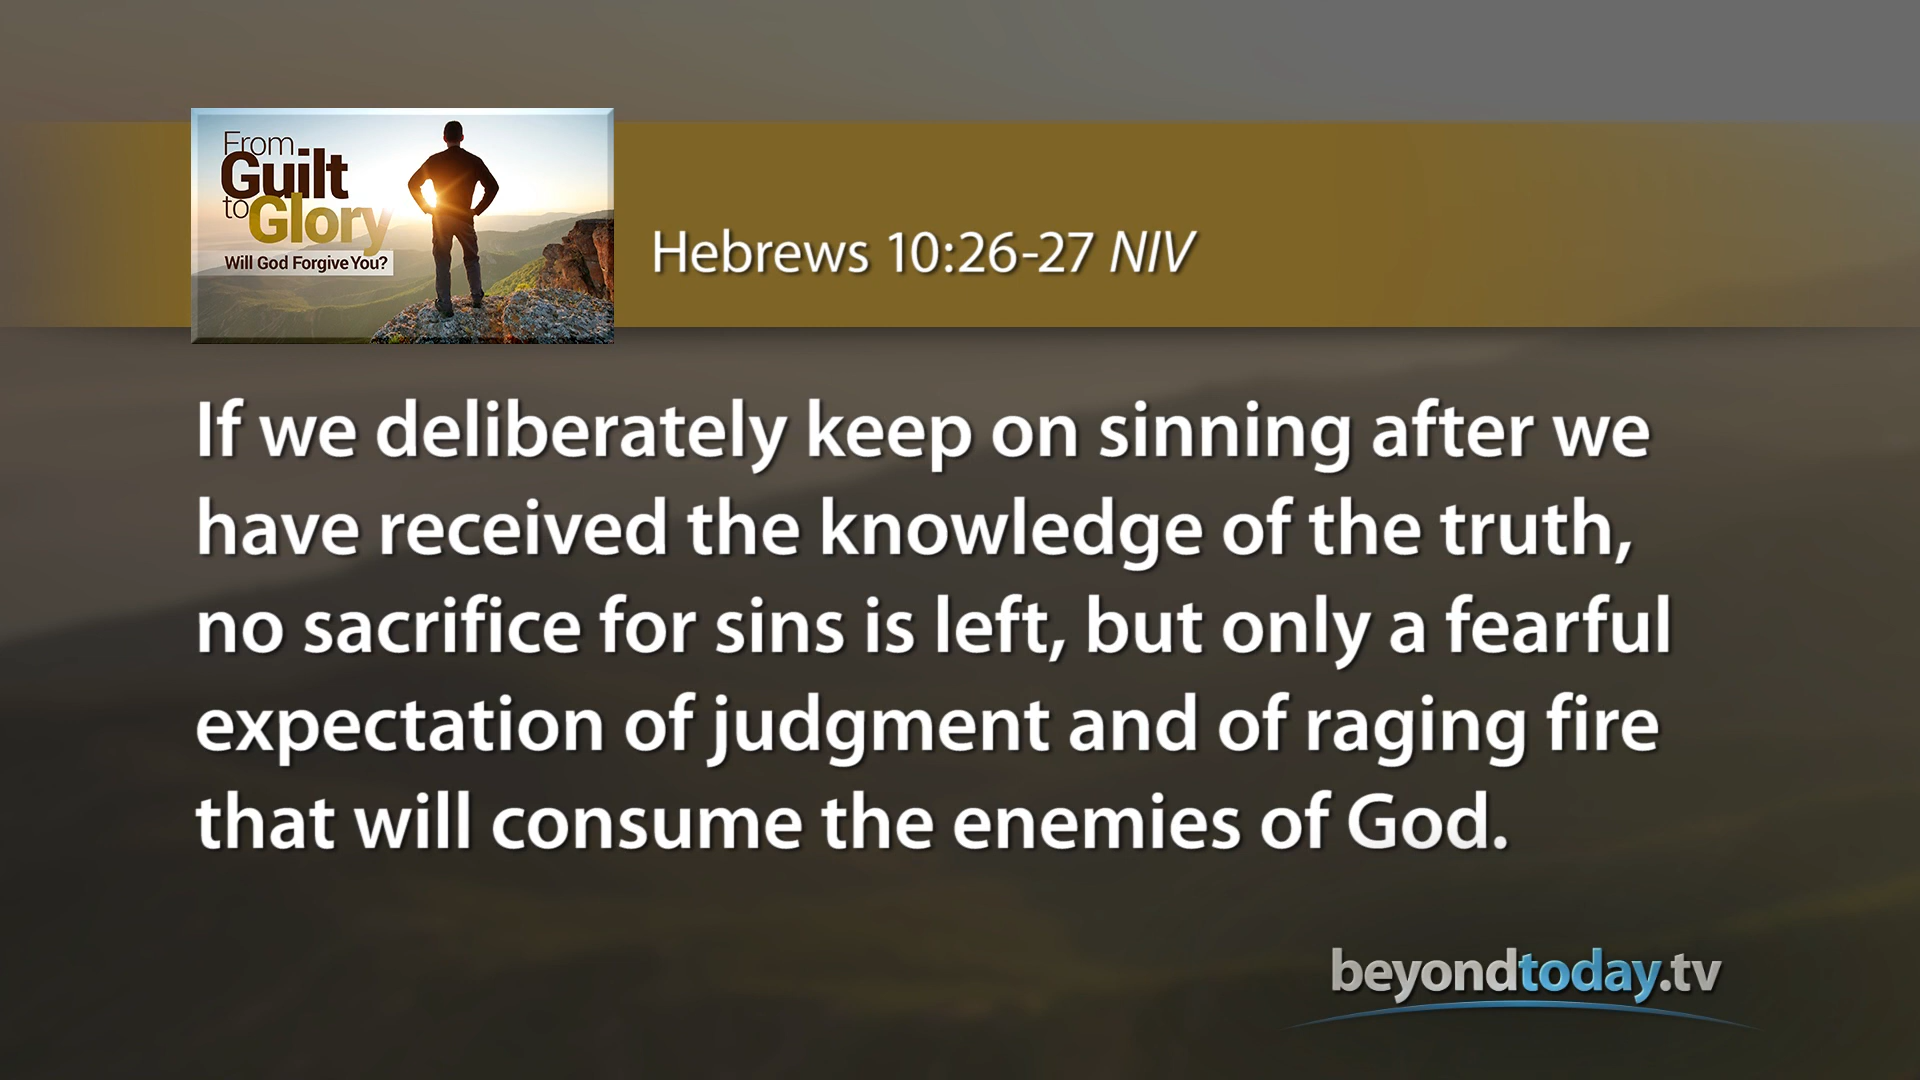 From
Guilt
to Glory
Will God Forgive You?
Hebrews 10:26-27 NIV
If we deliberately keep on sinning after we
have received the knowledge of the truth,
no sacrifice for sins is left, but only a fearful
expectation of judgment and of raging fire
that will consume the enemies of God.
beyondtoday.tv